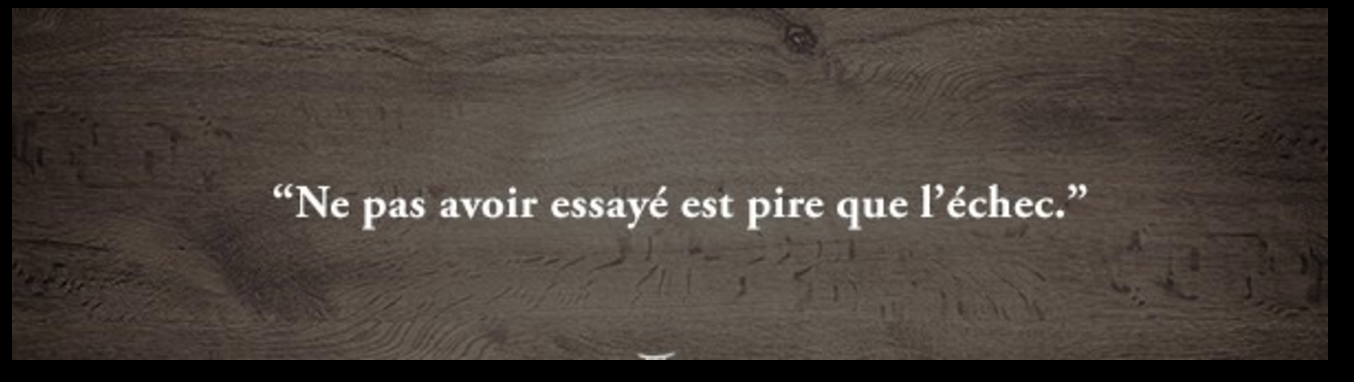 “Ne pas avoir essayé est pire que l’échec.”